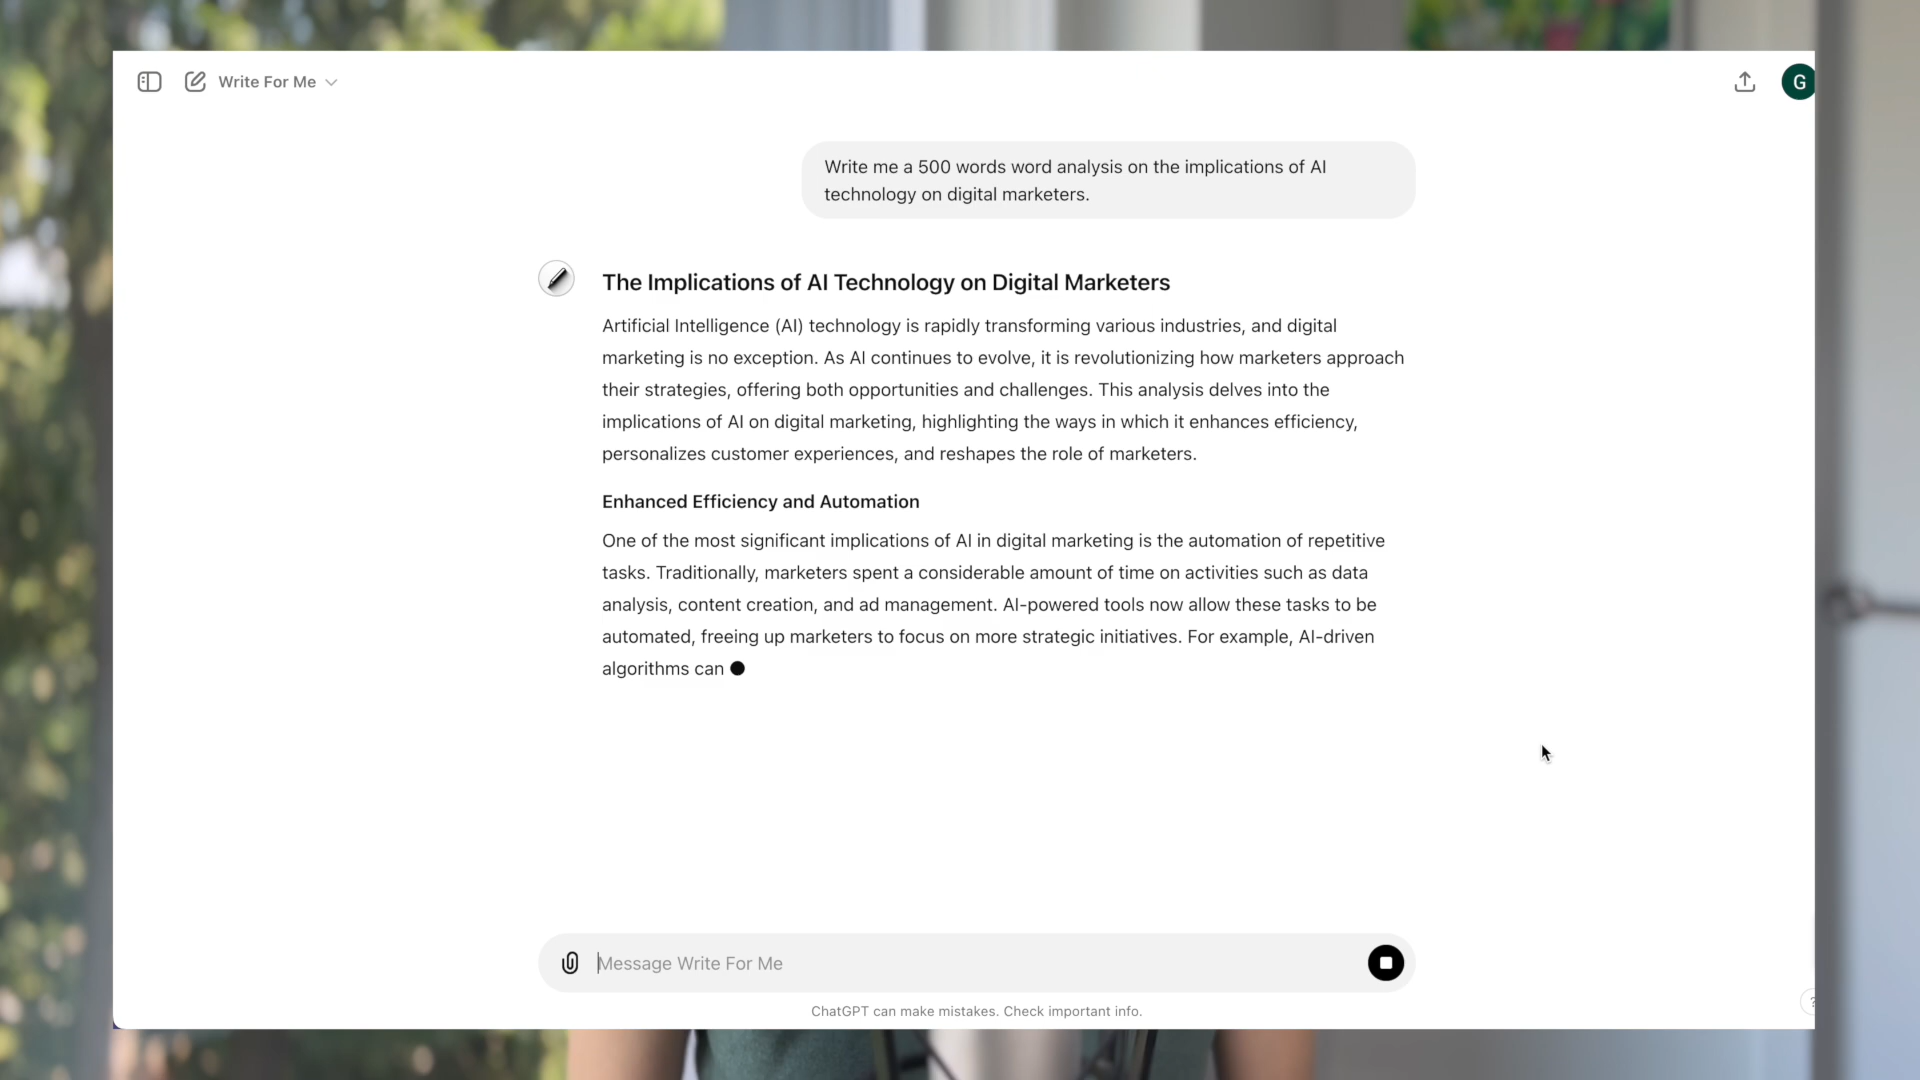 Write For Me
G
Write me a 500 words word analysis on the implications of AI
technology on digital marketers.
The Implications of AI Technology on Digital Marketers
Artificial Intelligence (AI) technology is rapidly transforming various industries, and digital
marketing is no exception. As AI continues to evolve, it is revolutionizing how marketers approach
their strategies, offering both opportunities and challenges. This analysis delves into the
implications of AI on digital marketing, highlighting the ways in which it enhances efficiency,
personalizes customer experiences, and reshapes the role of marketers.
Enhanced Efficiency and Automation
One of the most significant implications of AI in digital marketing is the automation of repetitive
tasks. Traditionally, marketers spent a considerable amount of time on activities such as data
analysis, content creation, and ad management. AI-powered tools now allow these tasks to be
automated, freeing up marketers to focus on more strategic initiatives. For example, AI-driven
algorithms can
Message Write For Me
ChatGPT can make mistakes. Check important info.
?